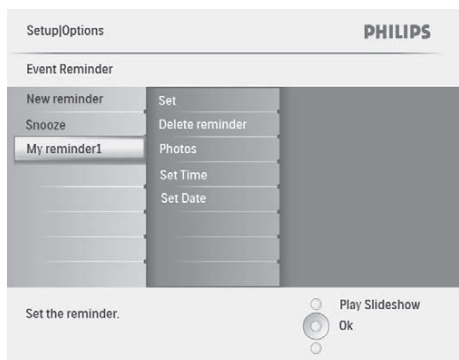 Setup|Options
PHILIPS
Event Reminder
New reminder
Snooze
My reminder1
Set
Delete reminder
Photos
Set Time
Set Date
Set the reminder.
Play Slideshow
Ok